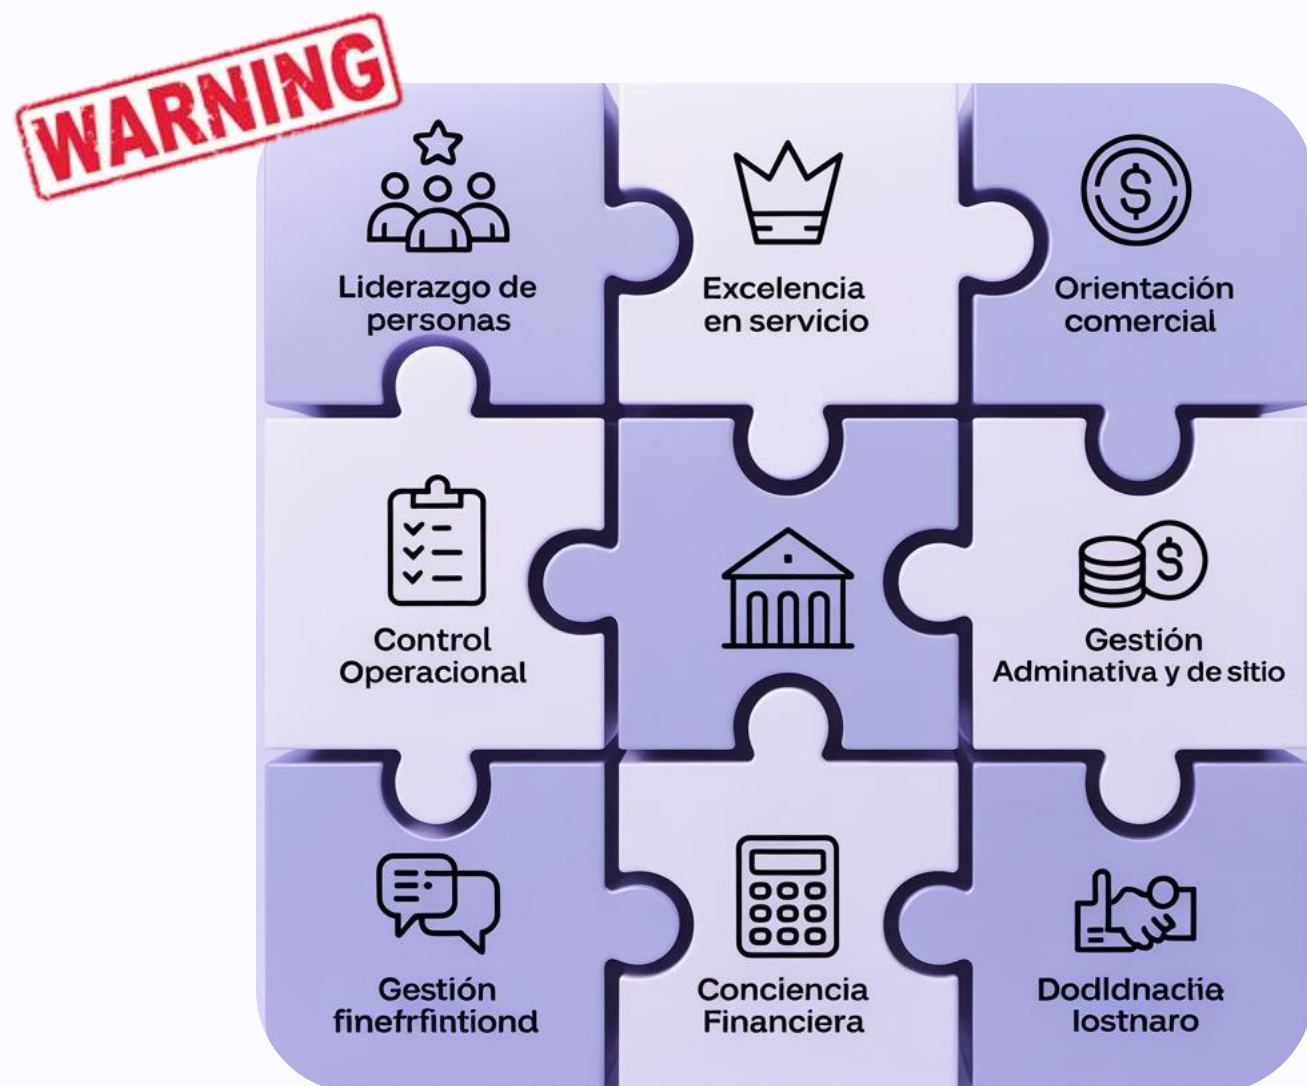 WARNING
Liderazgo de
personas
Excelencia
en servicio
Orientación
comercial
Control
Operacional
Gestión
Adminativa y de sitio
Gestión
finefrfintiond
Conciencia
Financiera
Dodldnaciia
lostnaro